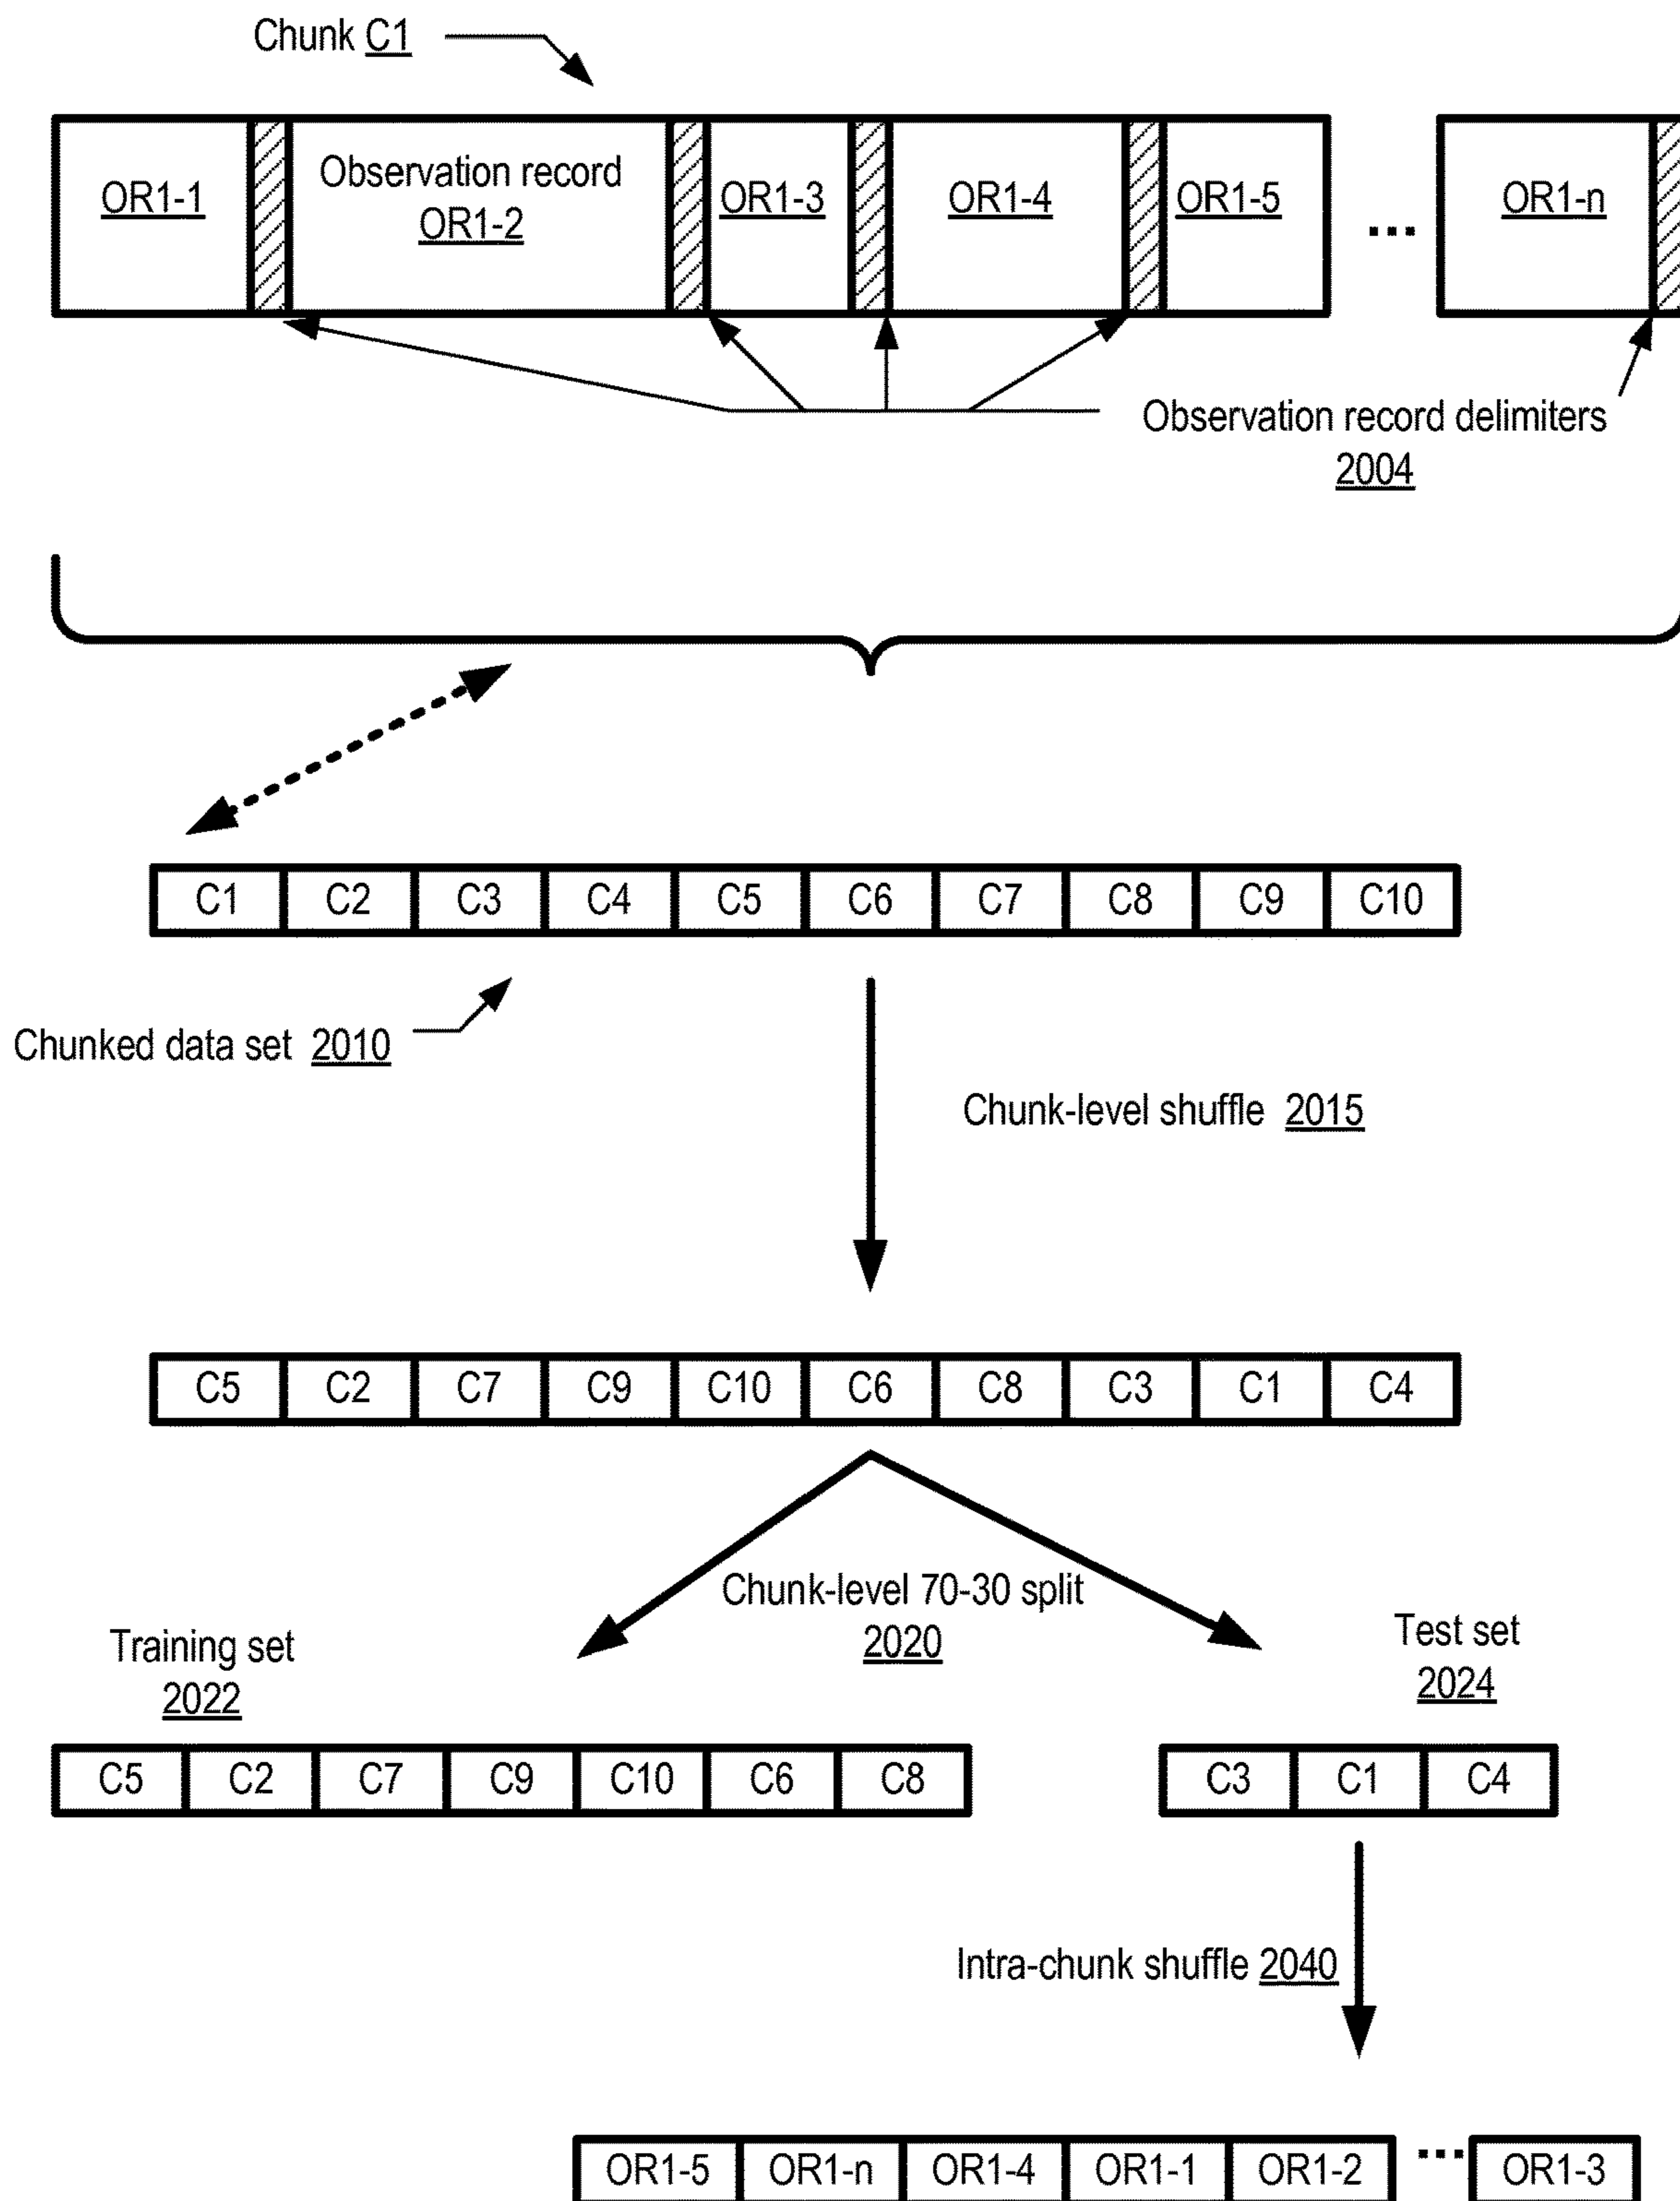 Chunk C1
OR1-1
Observation record
OR1-2
OR1-3
OR1-4
OR1-5
...
OR1-n
Observation record delimiters
2004
C1 C2 C3 C4 C5 C6 C7 C8 C9 C10
Chunked data set 2010
Chunk-level shuffle 2015
C5 C2 C7 C9 C10 C6 C8 C3 C1 C4
Chunk-level 70-30 split
2020
Training set
2022
Test set
2024
C5 C2 C7 C9 C10 C6 C8
C3 C1 C4
Intra-chunk shuffle 2040
OR1-5 OR1-n OR1-4 OR1-1 OR1-2 ... OR1-3